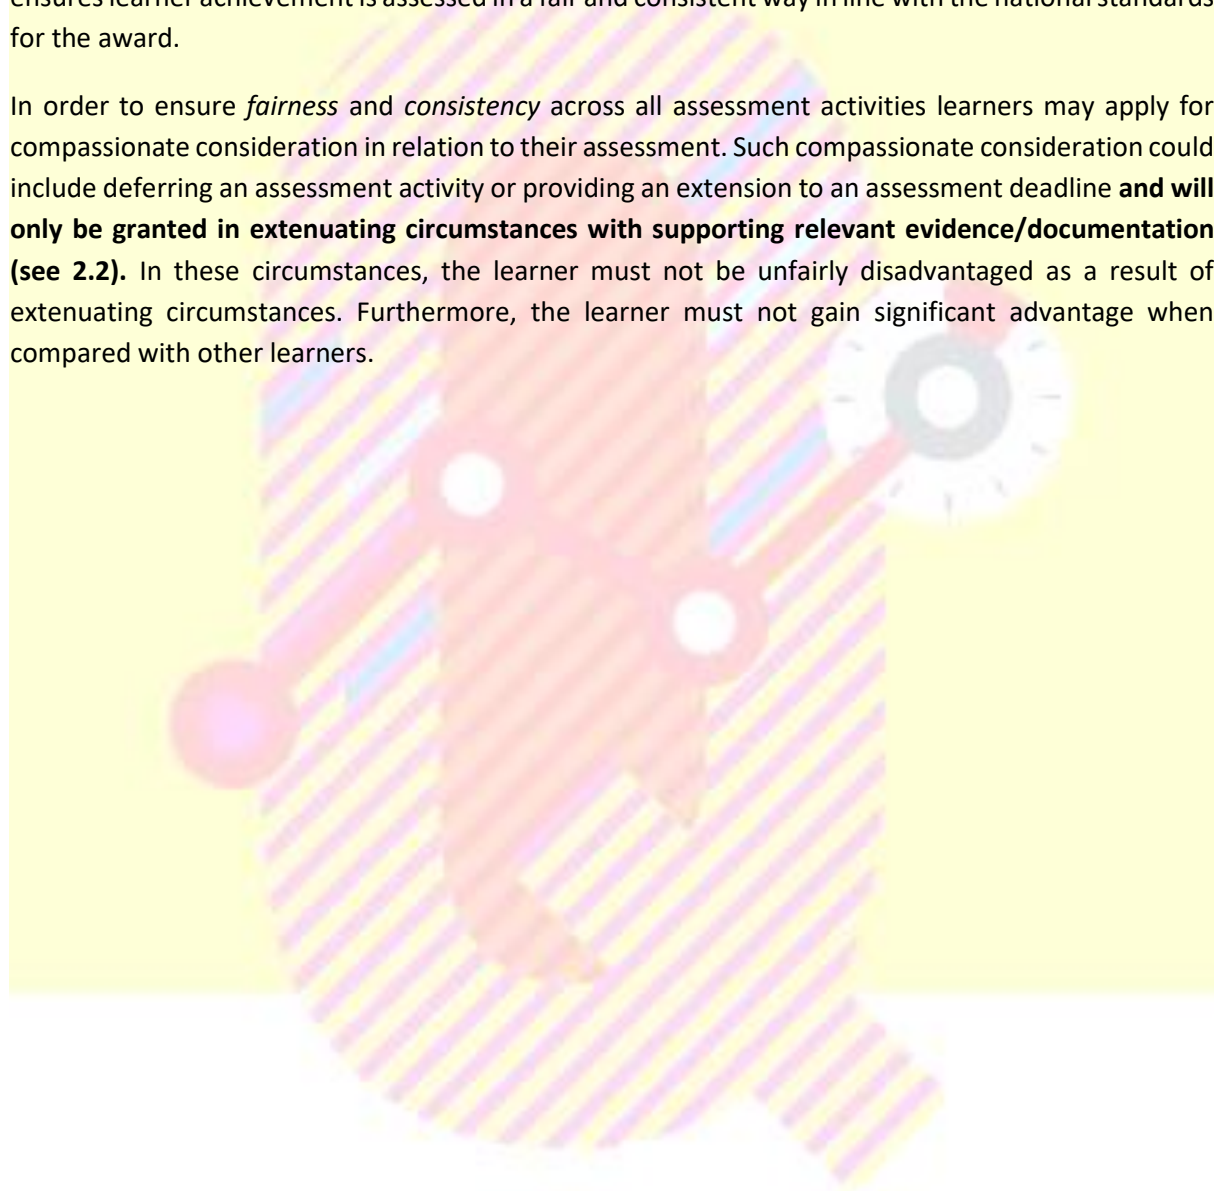 ensures learner achievement is assessed in a fair and consistent way in line with the national standards
for the award.
In order to ensure fairness and consistency across all assessment activities learners may apply for
compassionate consideration in relation to their assessment. Such compassionate consideration could
include deferring an assessment activity or providing an extension to an assessment deadline and will
only be granted in extenuating circumstances with supporting relevant evidence/documentation
(see 2.2). In these circumstances, the learner must not be unfairly disadvantaged as a result of
extenuating circumstances. Furthermore, the learner must not gain significant advantage when
compared with other learners.